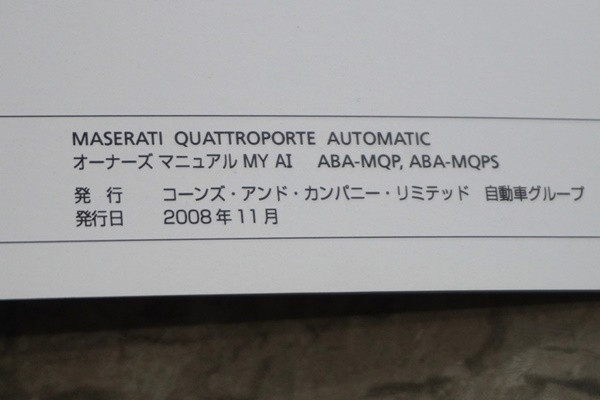 MASERATI QUATTROPORTE AUTOMATIC
オーナーズ マニュアル MY AI ABA-MQP, ABA-MQPS
発 行 コーンズ・アンド・カンパニー・リミテッド 自動車グループ
発行日 2008年11月